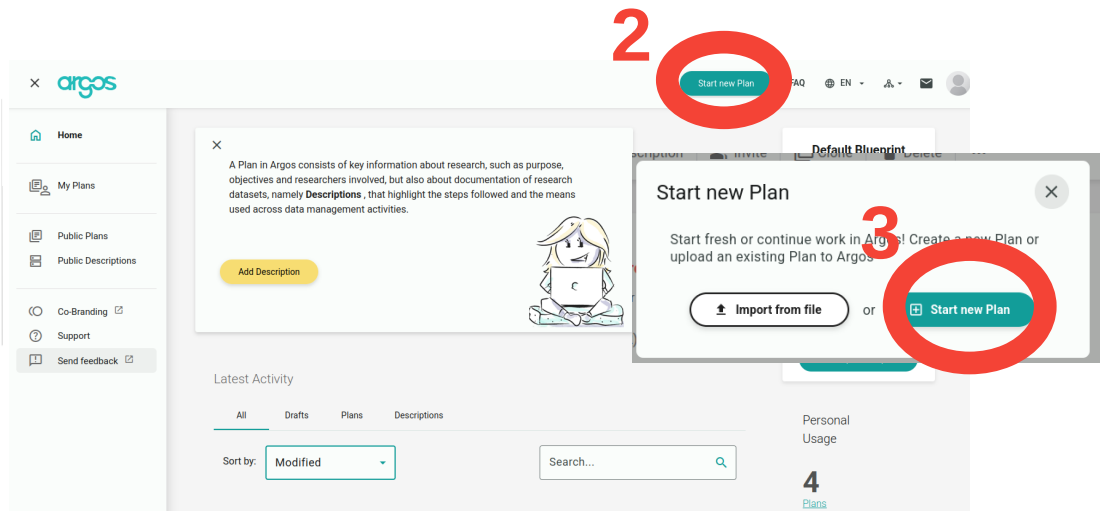 2
argos
Start new Plan
FAQ
EN
Home
My Plans
Public Plans
Public Descriptions
Co-Branding
Support
Send feedback
A Plan in Argos consists of key information about research, such as purpose,
objectives and researchers involved, but also about documentation of research
datasets, namely Descriptions , that highlight the steps followed and the means
used across data management activities.
Add Description
C
Default Blueprint
Invite
Clone
Delete
Start new Plan
3
Start fresh or continue work in Argos! Create a new Plan or
upload an existing Plan to Argos
Import from file
or
Start new Plan
Latest Activity
All
Drafts
Plans
Descriptions
Sort by:
Modified
Search...
Personal
Usage
4
Plans